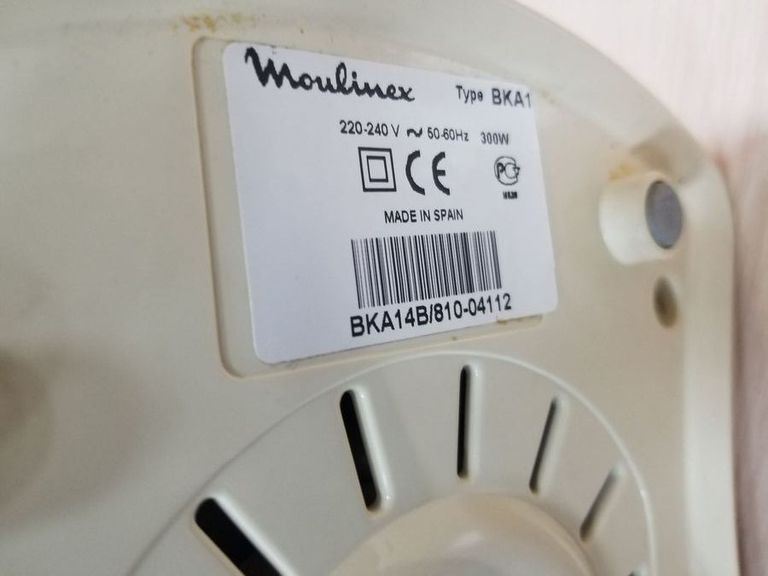 Moulinex Type BKA1
220-240 V ~ 50-60Hz 300W
CE
MADE IN SPAIN
BKA14B/810-04112